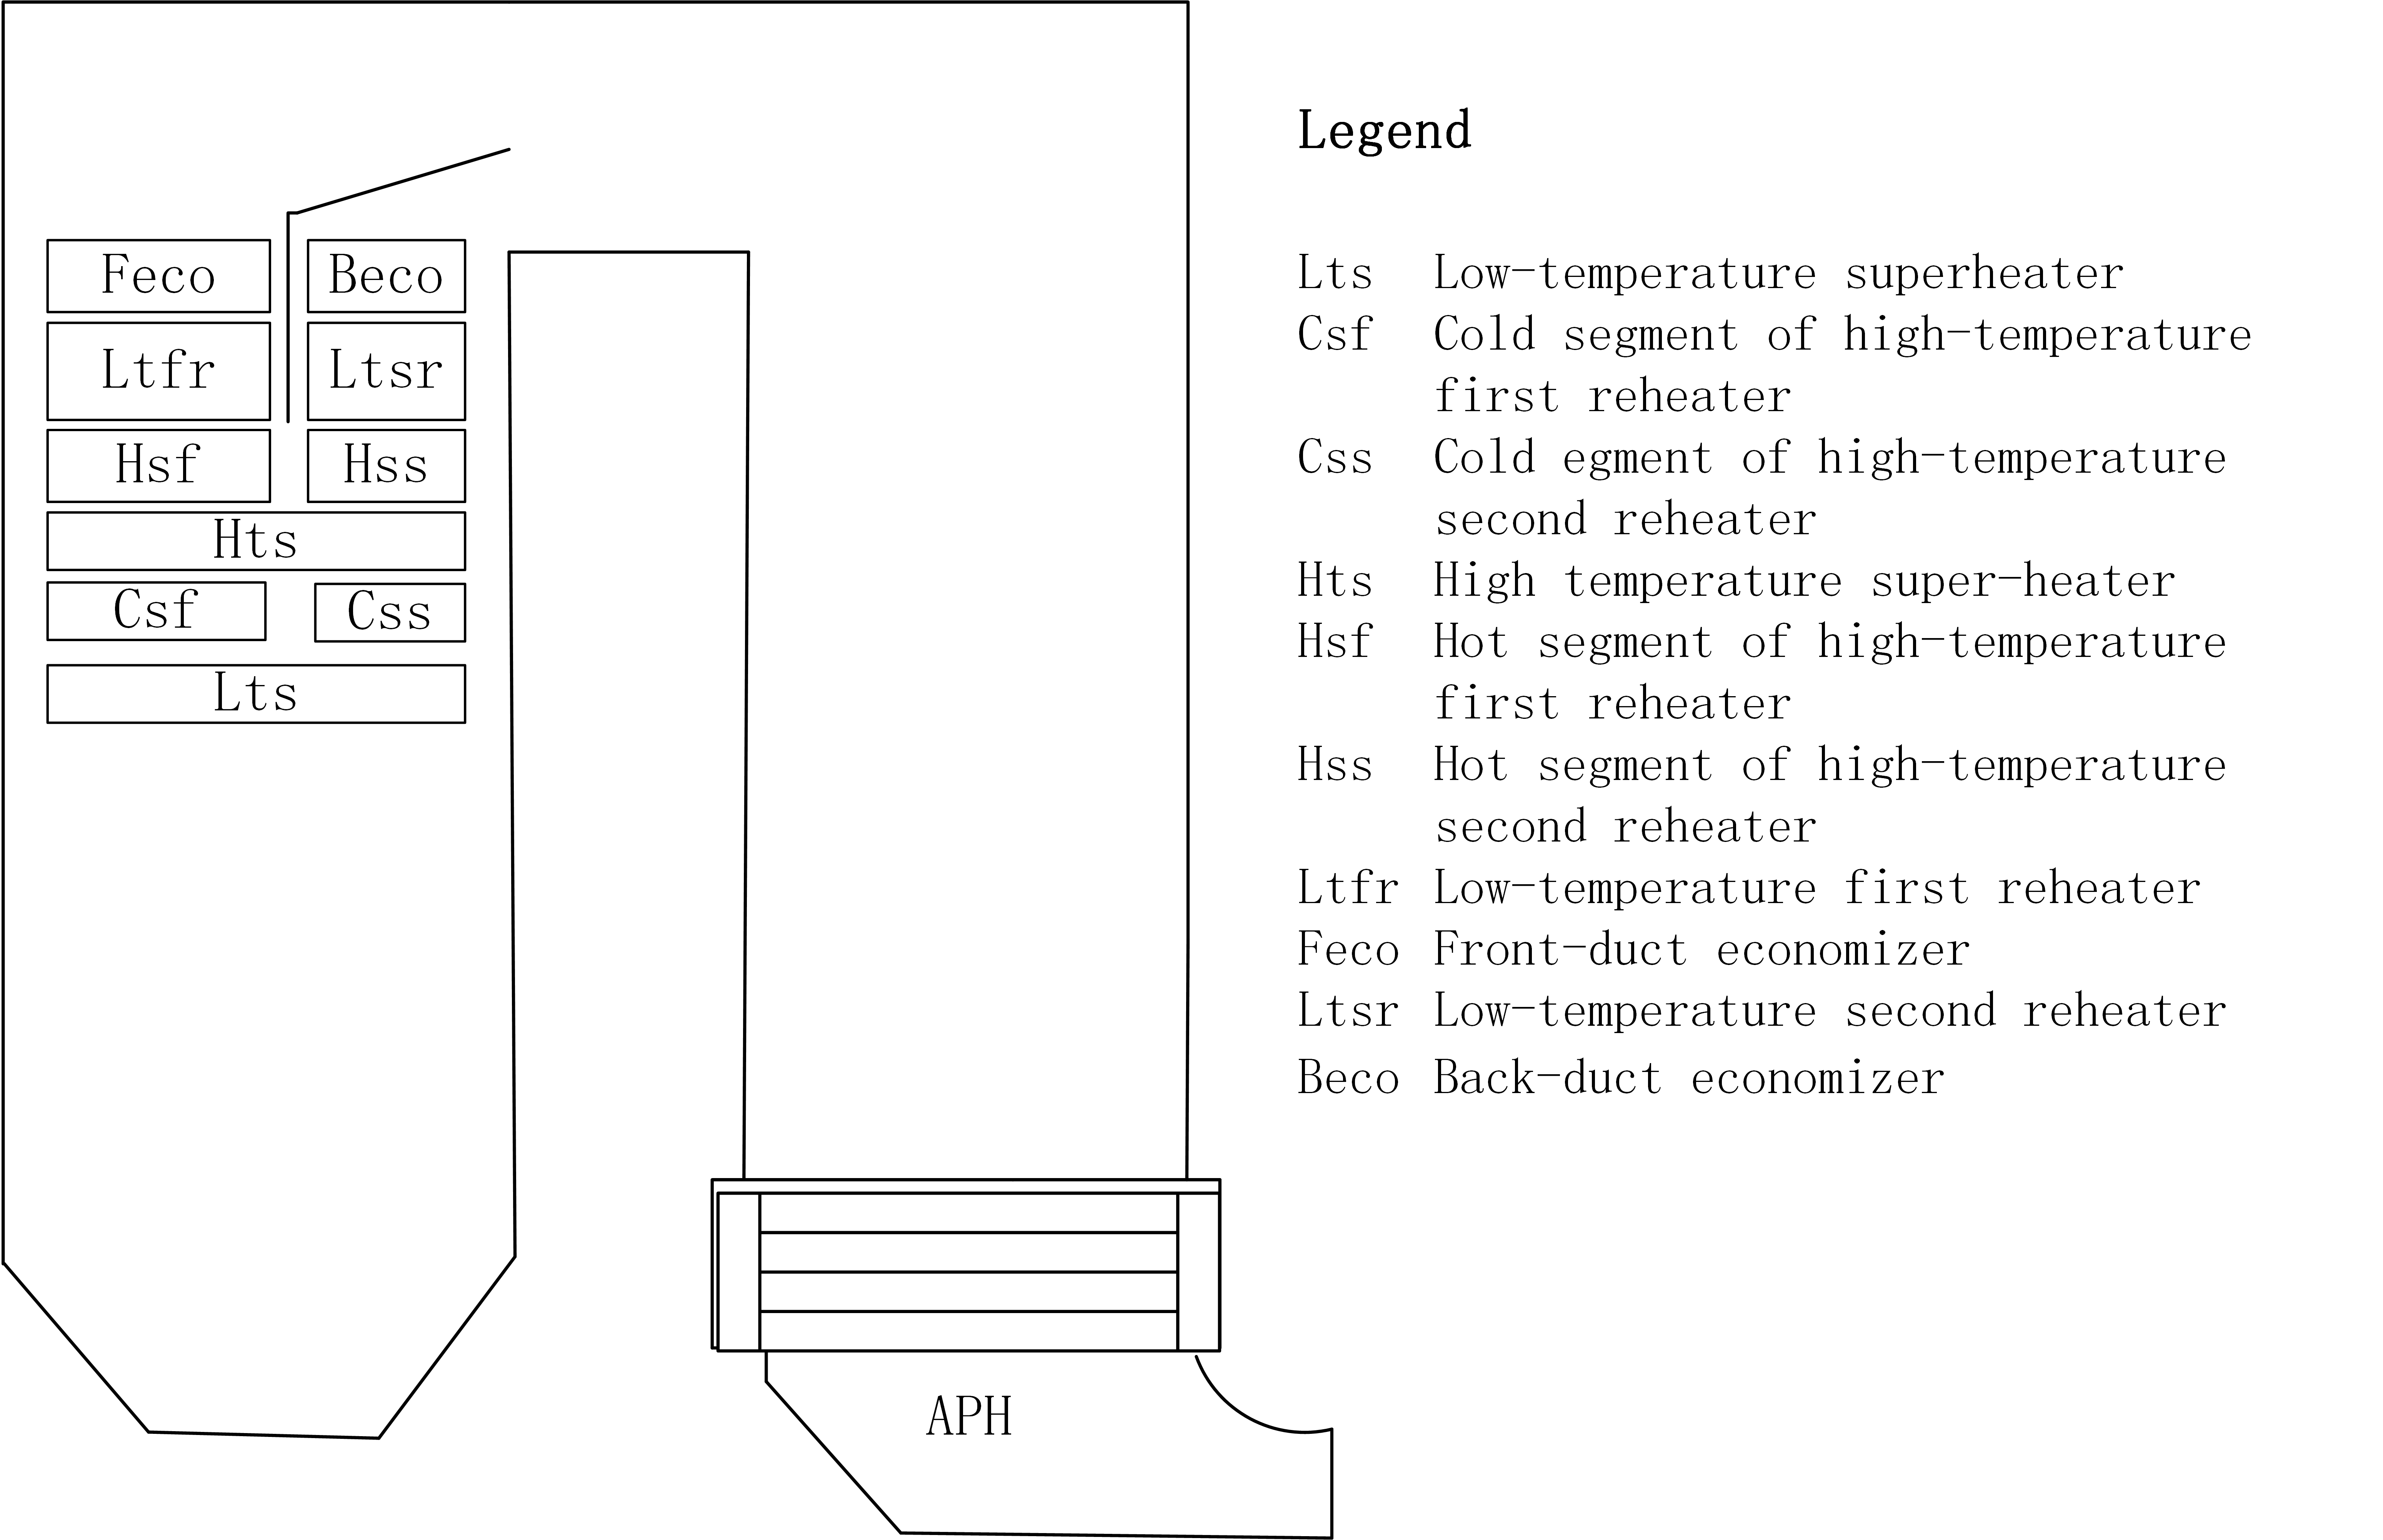 Legend
Feco Beco
Ltfr Ltsr
Hsf Hss
Hts
Csf Css
Lts
Lts Low-temperature superheater
Csf Cold segment of high-temperature
first reheater
Css Cold egment of high-temperature
second reheater
Hts High temperature super-heater
Hsf Hot segment of high-temperature
first reheater
Hss Hot segment of high-temperature
second reheater
Ltfr Low-temperature first reheater
Feco Front-duct economizer
Ltsr Low-temperature second reheater
Beco Back-duct economizer
APH